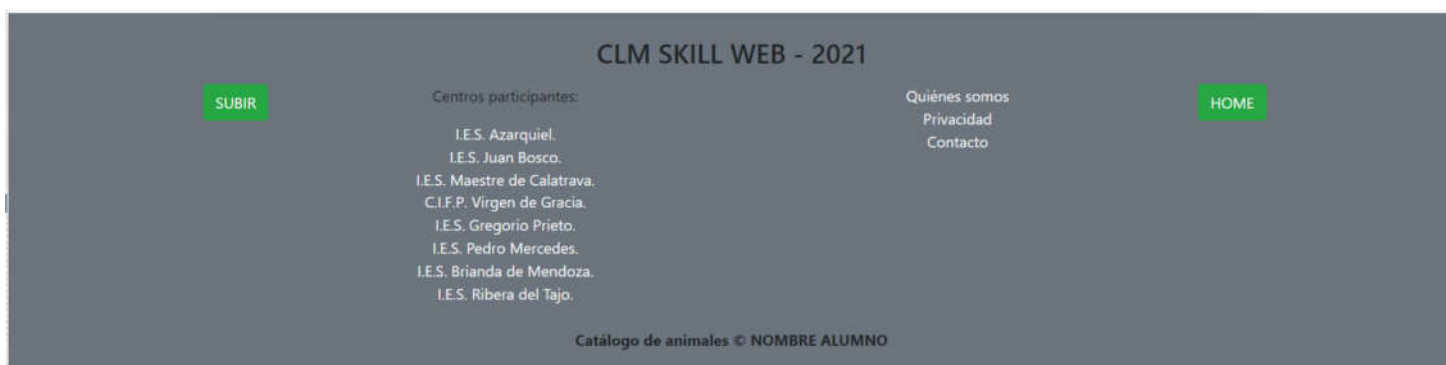 CLM SKILL WEB - 2021
SUBIR
Centros participantes:
I.E.S. Azarquiel.
I.E.S. Juan Bosco.
I.E.S. Maestre de Calatrava.
C.I.F.P. Virgen de Gracia.
I.E.S. Gregorio Prieto.
I.E.S. Pedro Mercedes.
I.E.S. Brianda de Mendoza.
I.E.S. Ribera del Tajo.
Quiénes somos
Privacidad
Contacto
HOME
Catálogo de animales © NOMBRE ALUMNO